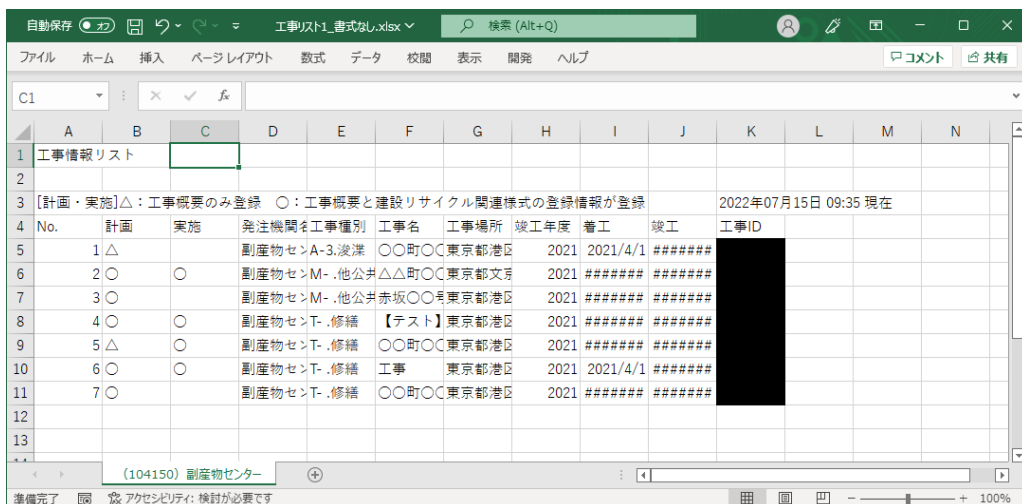 自動保存 オフ 工事リスト1_書式なし.xlsx 検索 (Alt+Q)
ファイル ホーム 挿入 ページ レイアウト 数式 データ 校閲 表示 開発 ヘルプ コメント 共有
C1 fx
A B C D E F G H I J K L M N
1 工事情報リスト
2
3 [計画・実施]△：工事概要のみ登録 ○：工事概要と建設リサイクル関連様式の登録情報が登録 2022年07月15日 09:35 現在
4 No. 計画 実施 発注機関名 工事種別 工事名 工事場所 竣工年度 着工 竣工 工事ID
5 1 △ 副産物セン A-3.浚渫 ○○町○○ 東京都港区 2021 2021/4/1 #######
6 2 ○ ○ 副産物セン M- .他公共 △△町○○ 東京都文京 2021 ####### #######
7 3 ○ 副産物セン M- .他公共 赤坂○○号 東京都港区 2021 ####### #######
8 4 ○ ○ 副産物セン T- .修繕 【テスト】 東京都港区 2021 ####### #######
9 5 △ ○ 副産物セン T- .修繕 ○○町○○ 東京都港区 2021 ####### #######
10 6 ○ ○ 副産物セン T- .修繕 工事 東京都港区 2021 2021/4/1 #######
11 7 ○ 副産物セン T- .修繕 ○○町○○ 東京都港区 2021 ####### #######
12
13
14
（104150）副産物センター
準備完了 アクセシビリティ: 検討が必要です 100%